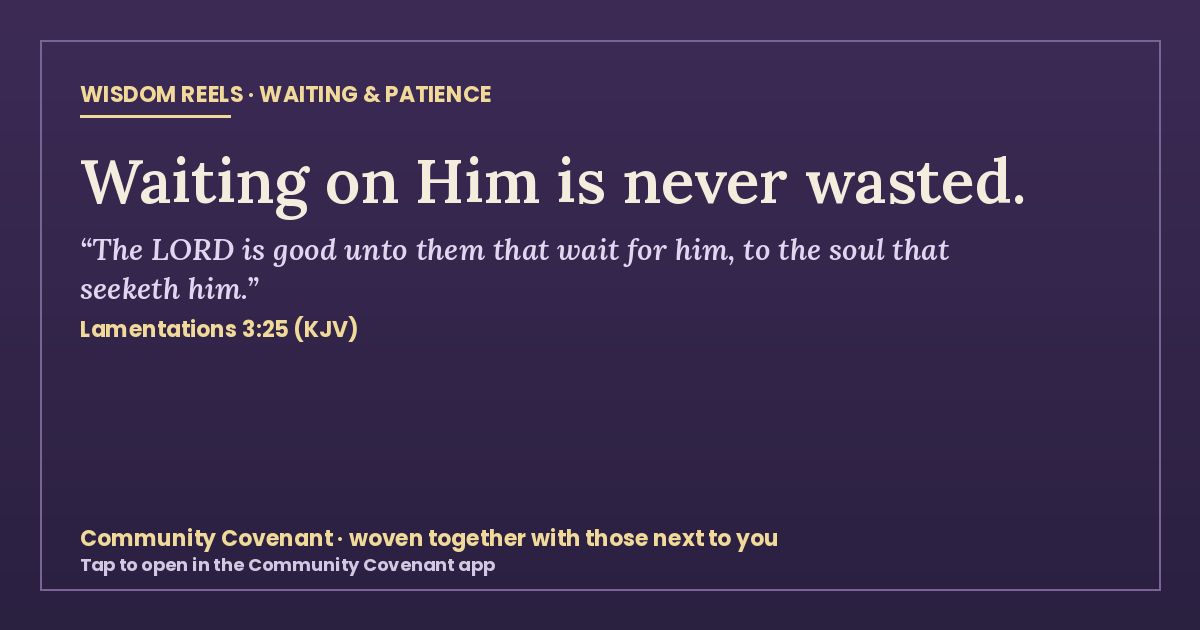 WISDOM REELS · WAITING & PATIENCE
Waiting on Him is never wasted.
“The LORD is good unto them that wait for him, to the soul that
seeketh him.”
Lamentations 3:25 (KJV)
Community Covenant · woven together with those next to you
Tap to open in the Community Covenant app